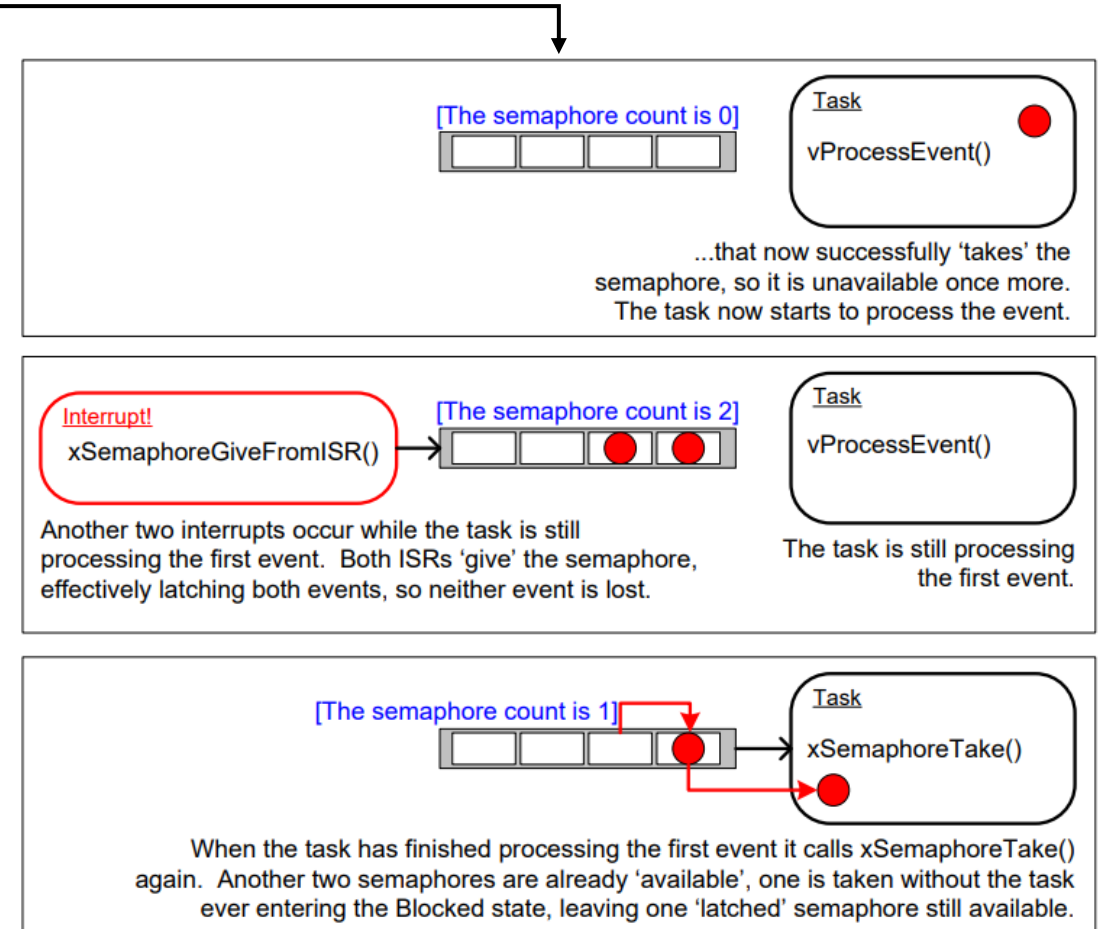 [The semaphore count is 0]
Task
vProcessEvent()
...that now successfully ‘takes’ the
semaphore, so it is unavailable once more.
The task now starts to process the event.
Interrupt!
xSemaphoreGiveFromISR()
[The semaphore count is 2]
Task
vProcessEvent()
Another two interrupts occur while the task is still
processing the first event.  Both ISRs ‘give’ the semaphore,
effectively latching both events, so neither event is lost.
The task is still processing
the first event.
[The semaphore count is 1]
Task
xSemaphoreTake()
When the task has finished processing the first event it calls xSemaphoreTake()
again.  Another two semaphores are already ‘available’, one is taken without the task
ever entering the Blocked state, leaving one ‘latched’ semaphore still available.